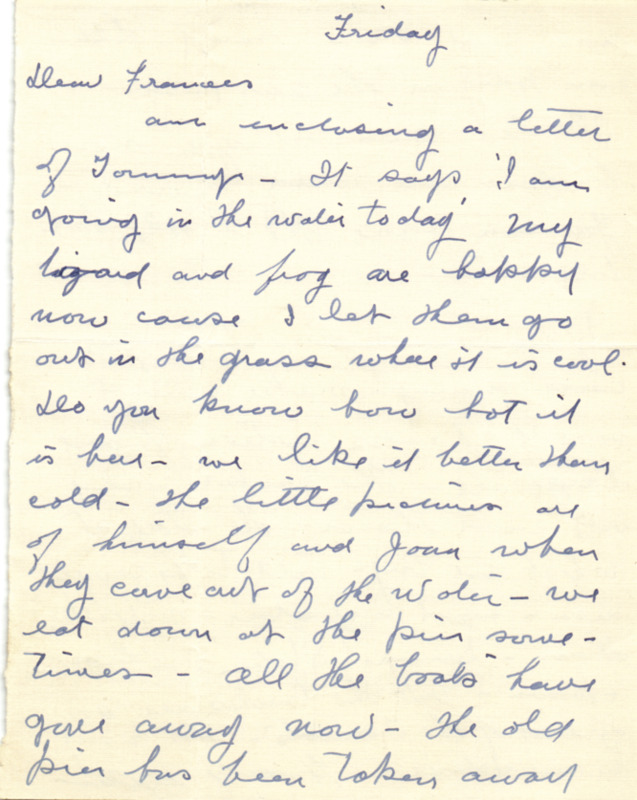 Friday
Dear Frances
am enclosing a letter
of Tommys - It says 'I am
going in the water today' my
lizard and frog are happy
now cause I let them go
out in the grass where it is cool.
Do you know how hot it
is here - we like it better than
cold - the little pictures are
of himself and Joan when
they came out of the water - we
eat down at the pier some-
times - all the boats have
gone away now - the old
pier has been taken away